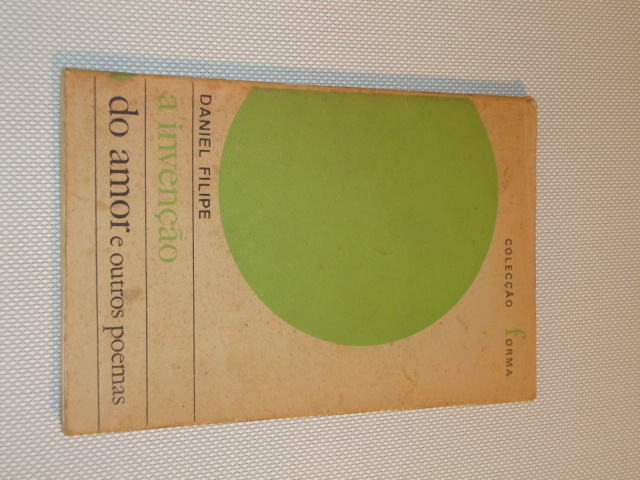 COLECÇÃO fORMA
DANIEL FILIPE
a invenção
do amor e outros poemas